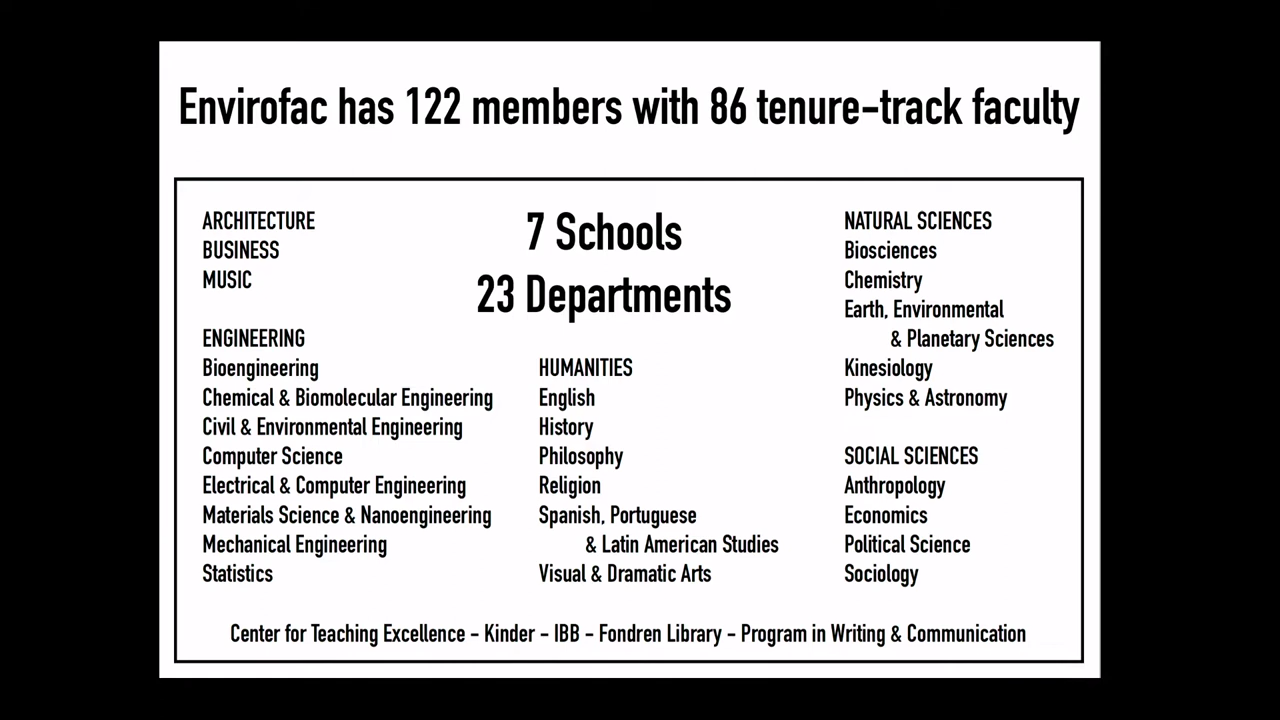 Envirofac has 122 members with 86 tenure-track faculty
7 Schools
23 Departments
ARCHITECTURE
BUSINESS
MUSIC
ENGINEERING
Bioengineering
Chemical & Biomolecular Engineering
Civil & Environmental Engineering
Computer Science
Electrical & Computer Engineering
Materials Science & Nanoengineering
Mechanical Engineering
Statistics
HUMANITIES
English
History
Philosophy
Religion
Spanish, Portuguese
& Latin American Studies
Visual & Dramatic Arts
NATURAL SCIENCES
Biosciences
Chemistry
Earth, Environmental
& Planetary Sciences
Kinesiology
Physics & Astronomy
SOCIAL SCIENCES
Anthropology
Economics
Political Science
Sociology
Center for Teaching Excellence - Kinder - IBB - Fondren Library - Program in Writing & Communication